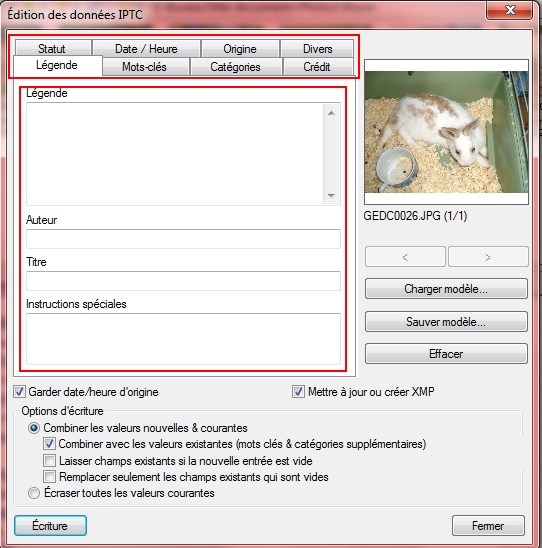 Édition des données IPTC
Statut
Date / Heure
Origine
Divers
Légende
Mots-clés
Catégories
Crédit
Légende
Auteur
Titre
Instructions spéciales
GEDC0026.JPG (1/1)
<
>
Charger modèle...
Sauver modèle...
Effacer
Garder date/heure d'origine
Mettre à jour ou créer XMP
Options d'écriture
Combiner les valeurs nouvelles & courantes
Combiner avec les valeurs existantes (mots clés & catégories supplémentaires)
Laisser champs existants si la nouvelle entrée est vide
Remplacer seulement les champs existants qui sont vides
Écraser toutes les valeurs courantes
Écriture
Fermer